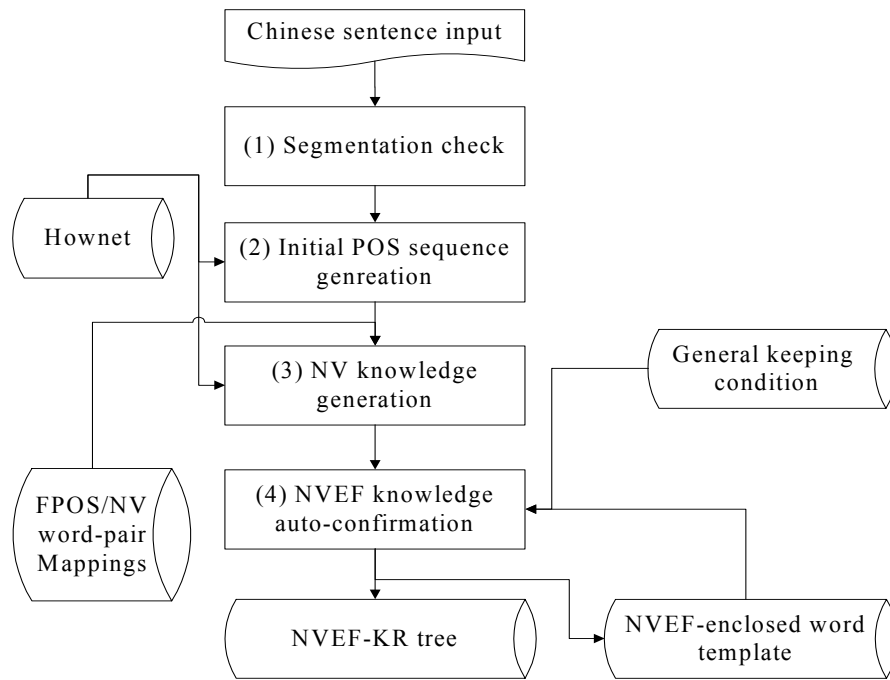 Chinese sentence input
(1) Segmentation check
Hownet
(2) Initial POS sequence
genreation
(3) NV knowledge
generation
General keeping
condition
FPOS/NV
word-pair
Mappings
(4) NVEF knowledge
auto-confirmation
NVEF-KR tree
NVEF-enclosed word
template